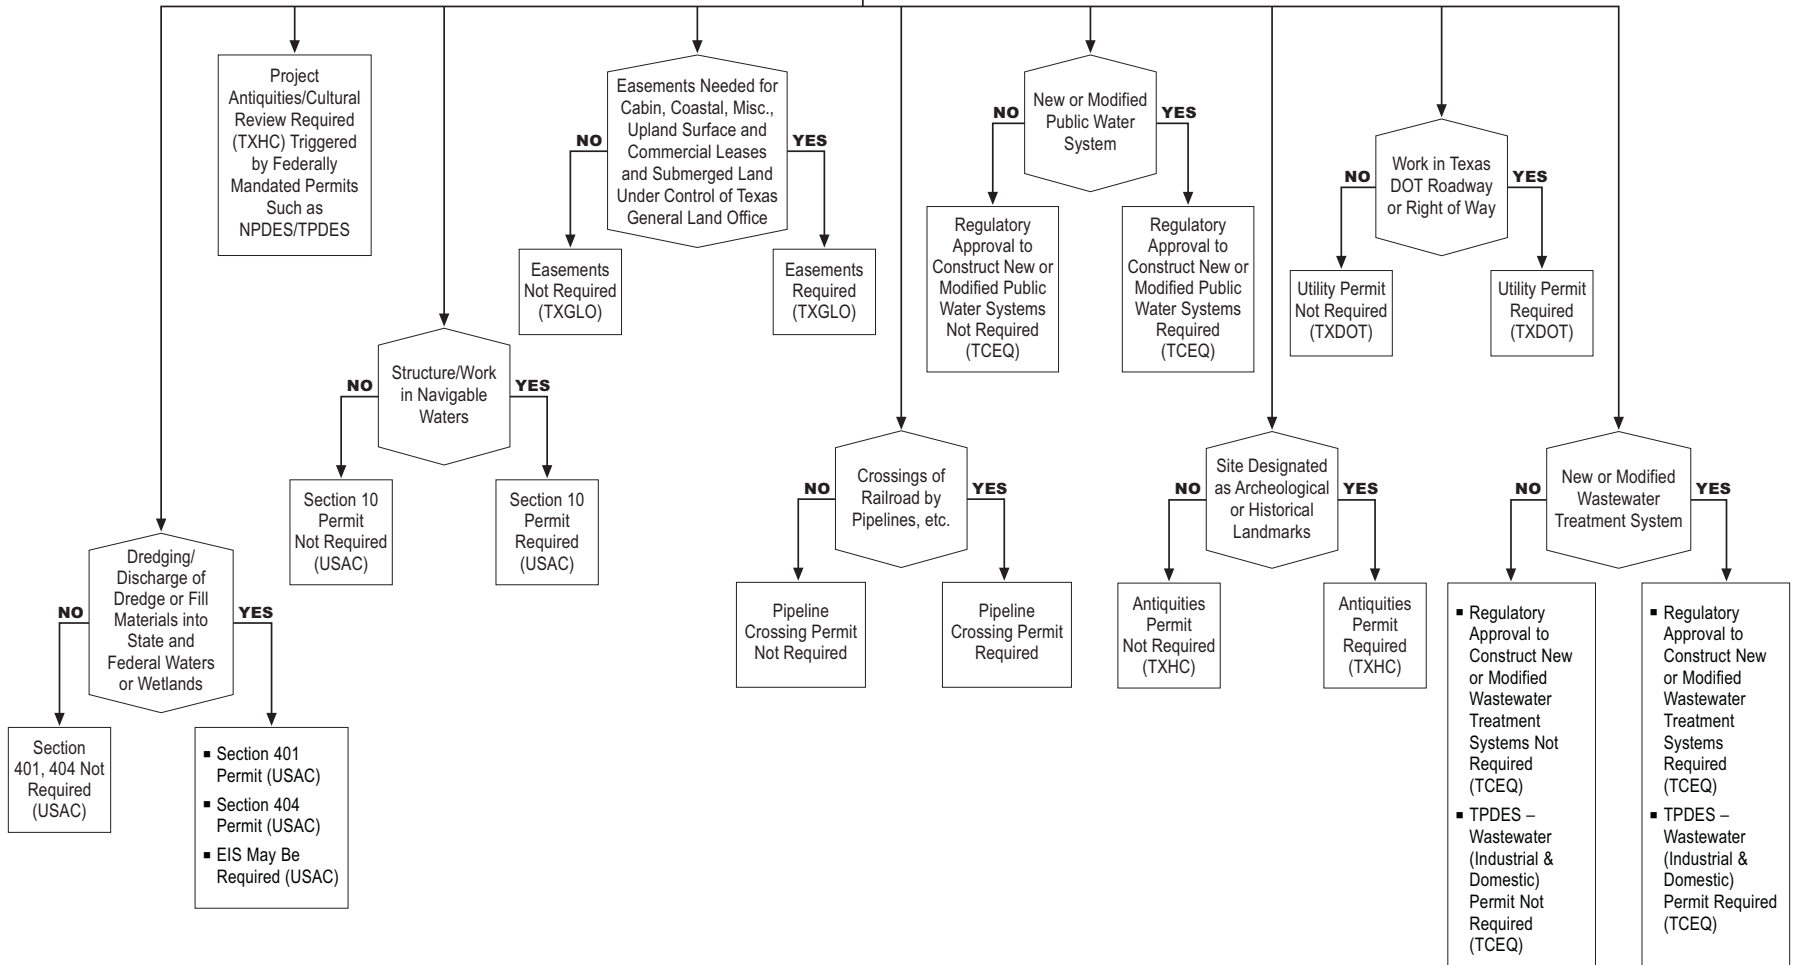 Project
Antiquities/Cultural
Review Required
(TXHC) Triggered
by Federally
Mandated Permits
Such as
NPDES/TPDES
Easements Needed for
Cabin, Coastal, Misc.,
Upland Surface and
Commercial Leases
and Submerged Land
Under Control of Texas
General Land Office
NO
YES
Easements
Not Required
(TXGLO)
Easements
Required
(TXGLO)
New or Modified
Public Water
System
NO
YES
Regulatory
Approval to
Construct New or
Modified Public
Water Systems
Not Required
(TCEQ)
Regulatory
Approval to
Construct New or
Modified Public
Water Systems
Required
(TCEQ)
Work in Texas
DOT Roadway
or Right of Way
NO
YES
Utility Permit
Not Required
(TXDOT)
Utility Permit
Required
(TXDOT)
Structure/Work
in Navigable
Waters
NO
YES
Section 10
Permit
Not Required
(USAC)
Section 10
Permit
Required
(USAC)
Crossings of
Railroad by
Pipelines, etc.
NO
YES
Pipeline
Crossing Permit
Not Required
Pipeline
Crossing Permit
Required
Site Designated
as Archeological
or Historical
Landmarks
NO
YES
Antiquities
Permit
Not Required
(TXHC)
Antiquities
Permit
Required
(TXHC)
New or Modified
Wastewater
Treatment System
NO
YES
▪ Regulatory
Approval to
Construct New
or Modified
Wastewater
Treatment
Systems Not
Required
(TCEQ)
▪ TPDES –
Wastewater
(Industrial &
Domestic)
Permit Not
Required
(TCEQ)
▪ Regulatory
Approval to
Construct New
or Modified
Wastewater
Treatment
Systems
Required
(TCEQ)
▪ TPDES –
Wastewater
(Industrial &
Domestic)
Permit Required
(TCEQ)
Dredging/
Discharge of
Dredge or Fill
Materials into
State and
Federal Waters
or Wetlands
NO
YES
Section
401, 404 Not
Required
(USAC)
▪ Section 401
Permit (USAC)
▪ Section 404
Permit (USAC)
▪ EIS May Be
Required (USAC)